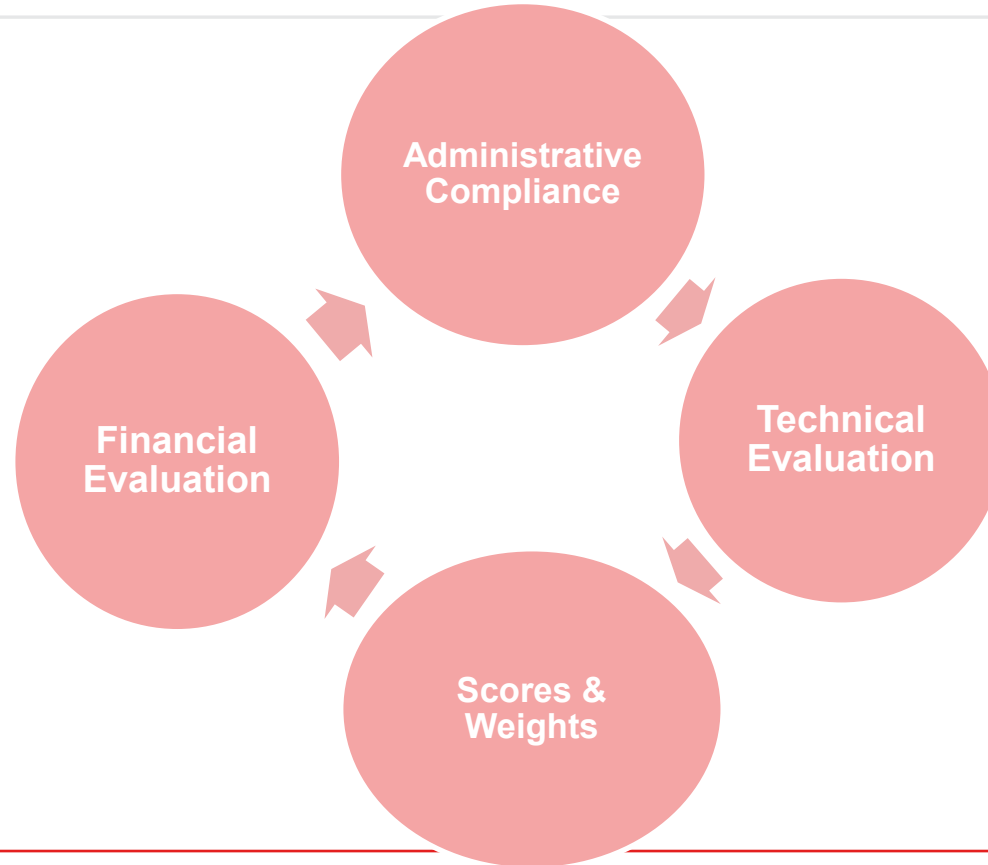 Administrative
Compliance
Technical
Evaluation
Scores &
Weights
Financial
Evaluation